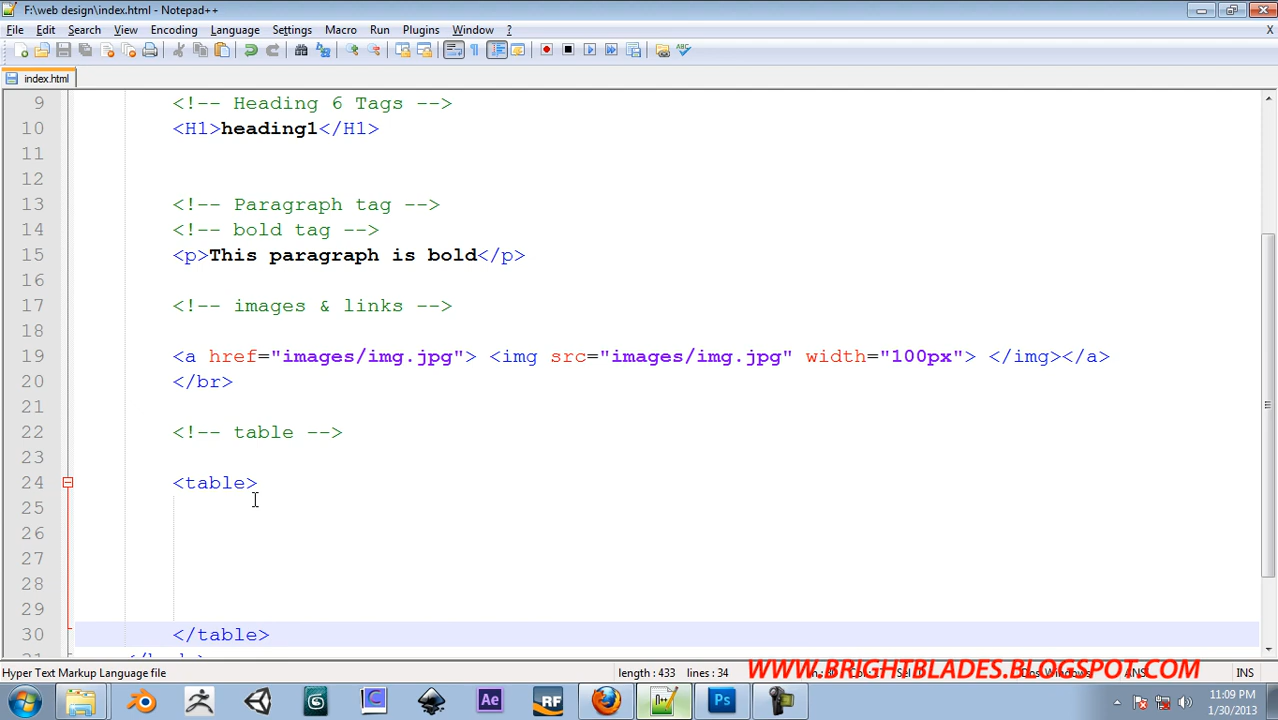 F:\web design\index.html - Notepad++
File Edit Search View Encoding Language Settings Macro Run Plugins Window ? X
index.html
9 <!-- Heading 6 Tags -->
10 <H1>heading1</H1>
11
12
13 <!-- Paragraph tag -->
14 <!-- bold tag -->
15 <p>This paragraph is bold</p>
16
17 <!-- images & links -->
18
19 <a href="images/img.jpg"> <img src="images/img.jpg" width="100px"> </img></a>
20 </br>
21
22 <!-- table -->
23
24 <table>
25
26
27
28
29
30 </table>
Hyper Text Markup Language file length : 433 lines : 34 INS
WWW.BRIGHTBLADES.BLOGSPOT.COM
Ae RF Ps
11:09 PM
1/30/2013